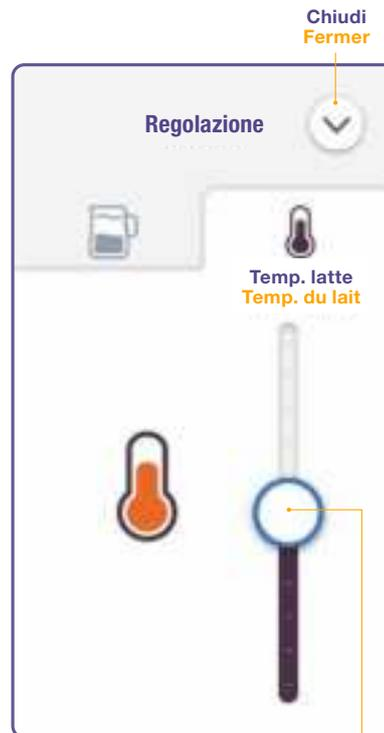 Chiudi
Fermer
Regolazione
Temp. latte
Temp. du lait